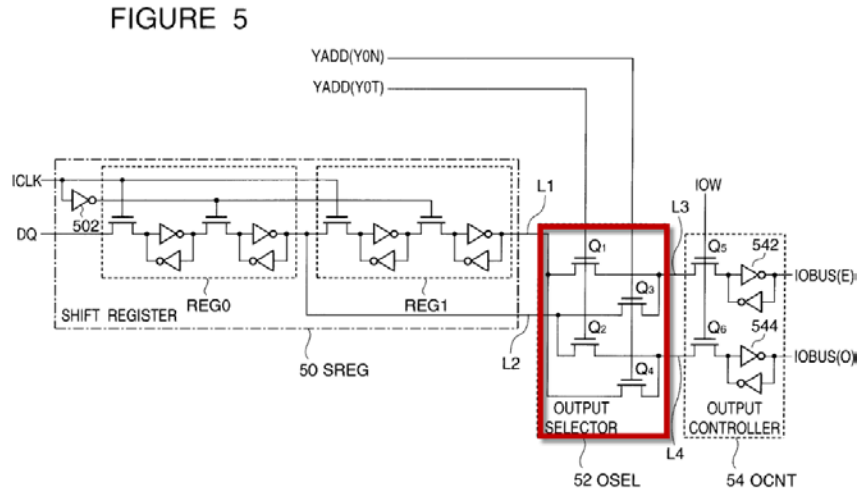 FIGURE 5
YADD(Y0N)
YADD(Y0T)
ICLK
L1
L3
IOW
502
542
DQ
Q1
Q5
IOBUS(E)
REG0
REG1
Q3
544
SHIFT REGISTER
Q2
Q6
IOBUS(O)
50 SREG
L2
Q4
OUTPUT
SELECTOR
OUTPUT
CONTROLLER
L4
52 OSEL
54 OCNT